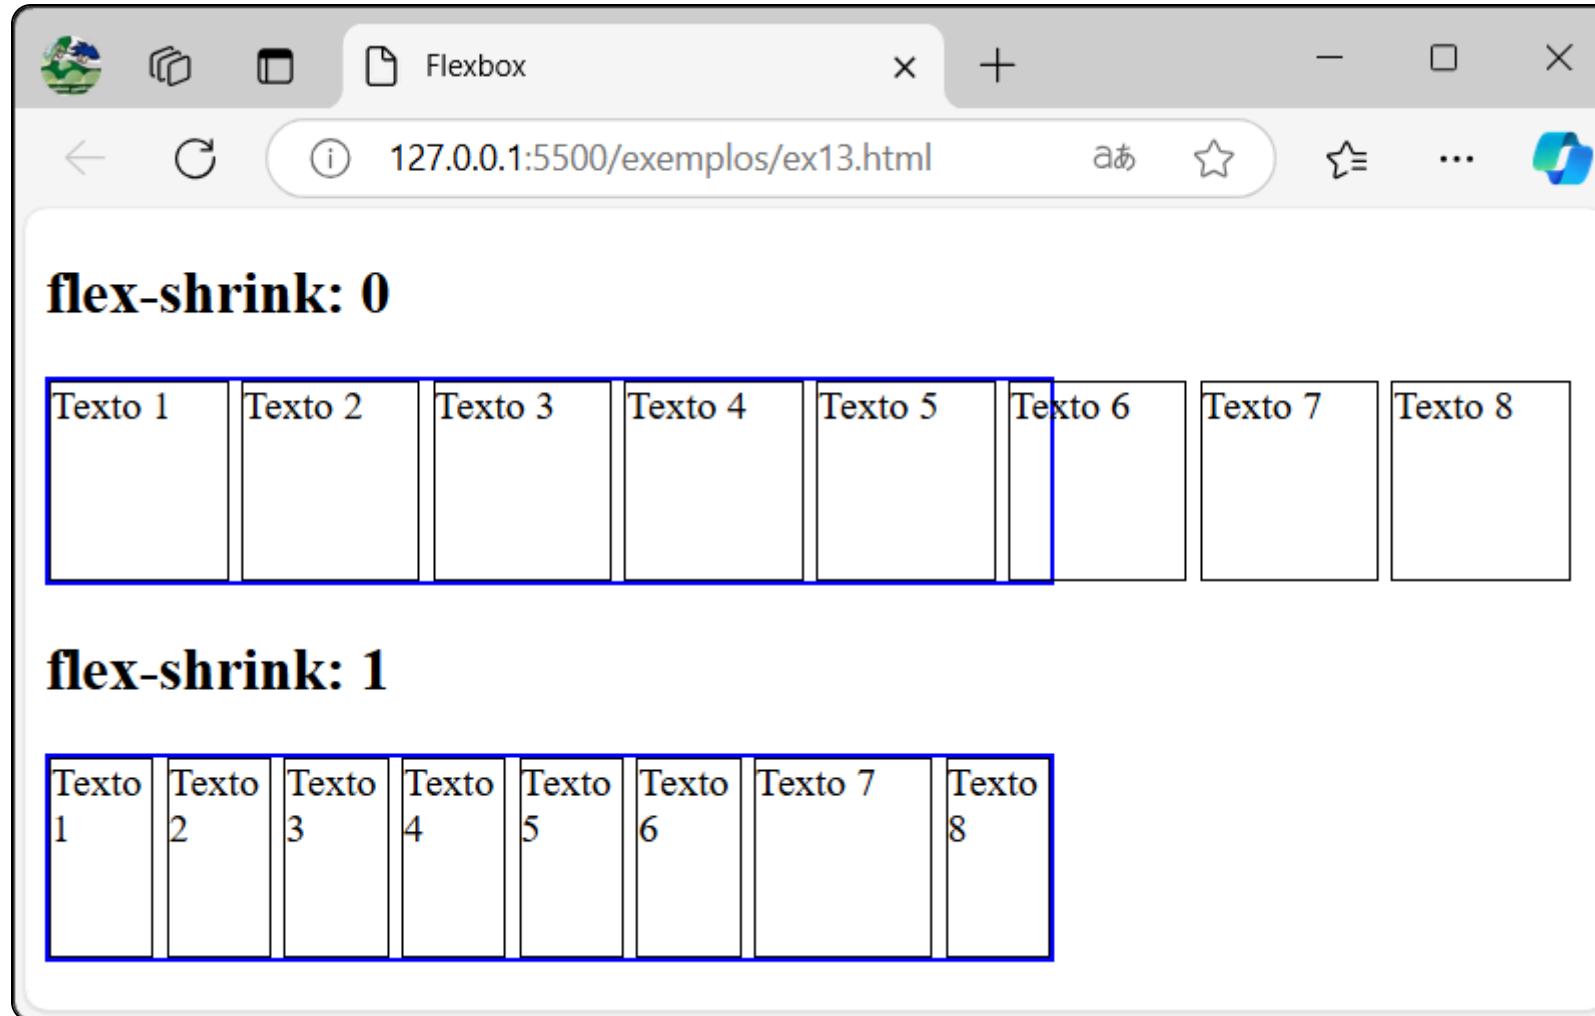 Flexbox
127.0.0.1:5500/exemplos/ex13.html aあ
flex-shrink: 0
Texto 1 Texto 2 Texto 3 Texto 4 Texto 5 Texto 6 Texto 7 Texto 8
flex-shrink: 1
Texto 1 Texto 2 Texto 3 Texto 4 Texto 5 Texto 6 Texto 7 Texto 8